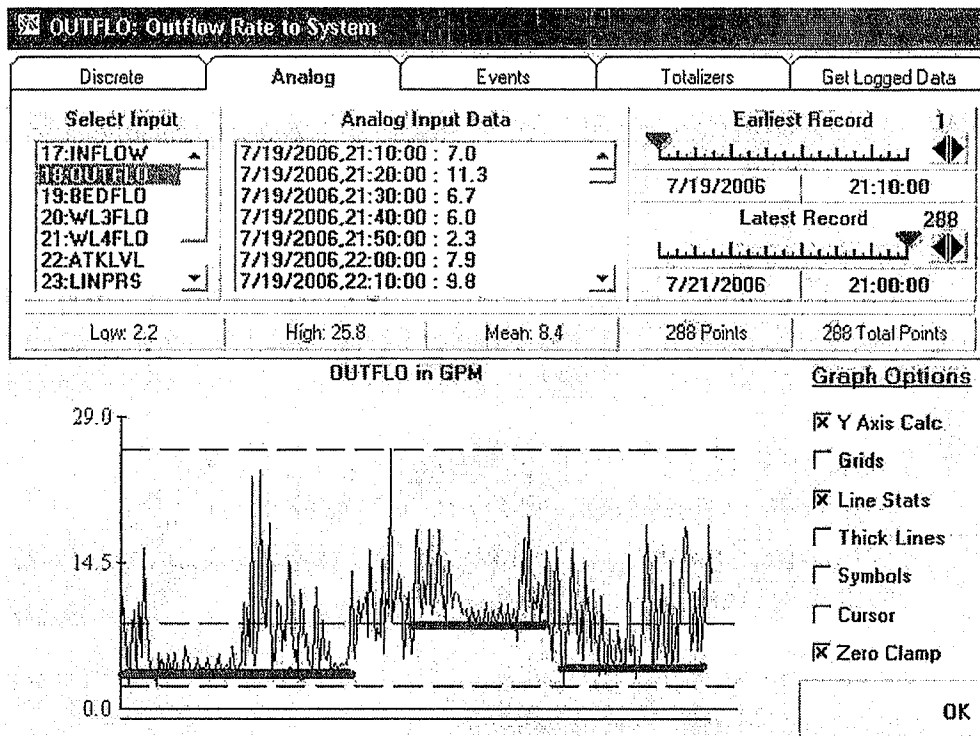 OUTFLO: Outflow Rate to System
Discrete
Analog
Events
Totalizers
Get Logged Data
Select Input
17:INFLOW
18:OUTFLO
19:BEDFLO
20:WL3FLO
21:WL4FLO
22:ATKLVL
23:LINPRS
Analog Input Data
7/19/2006,21:10:00 : 7.0
7/19/2006,21:20:00 : 11.3
7/19/2006,21:30:00 : 6.7
7/19/2006,21:40:00 : 6.0
7/19/2006,21:50:00 : 2.3
7/19/2006,22:00:00 : 7.9
7/19/2006,22:10:00 : 9.8
Earliest Record 1
7/19/2006 21:10:00
Latest Record 288
7/21/2006 21:00:00
Low: 2.2
High: 25.8
Mean: 8.4
288 Points
288 Total Points
OUTFLO in GPM
29.0
14.5
0.0
Graph Options
Y Axis Calc
Grids
Line Stats
Thick Lines
Symbols
Cursor
Zero Clamp
OK